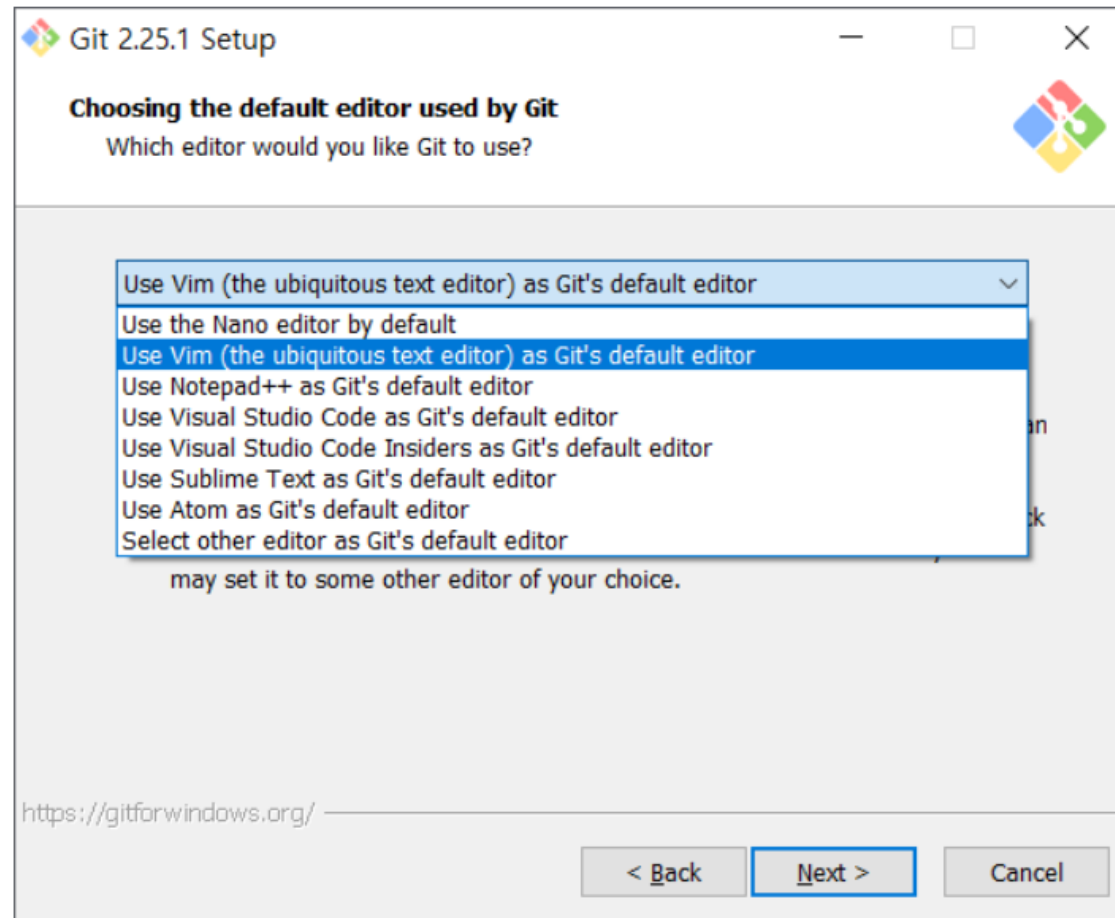 Git 2.25.1 Setup
Choosing the default editor used by Git
Which editor would you like Git to use?
Use Vim (the ubiquitous text editor) as Git's default editor
Use the Nano editor by default
Use Vim (the ubiquitous text editor) as Git's default editor
Use Notepad++ as Git's default editor
Use Visual Studio Code as Git's default editor
Use Visual Studio Code Insiders as Git's default editor
Use Sublime Text as Git's default editor
Use Atom as Git's default editor
Select other editor as Git's default editor
may set it to some other editor of your choice.
https://gitforwindows.org/
< Back
Next >
Cancel